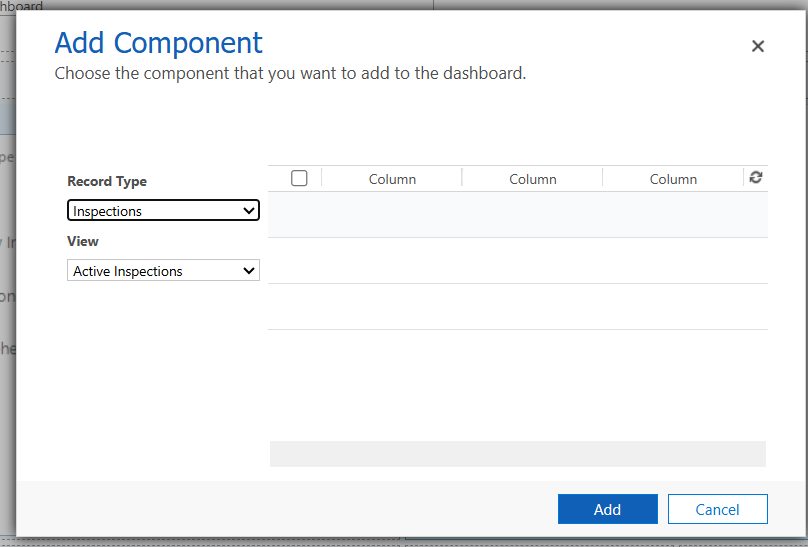 hboard
Add Component
Choose the component that you want to add to the dashboard.
Record Type
Inspections
View
Active Inspections
Column Column Column
Add Cancel